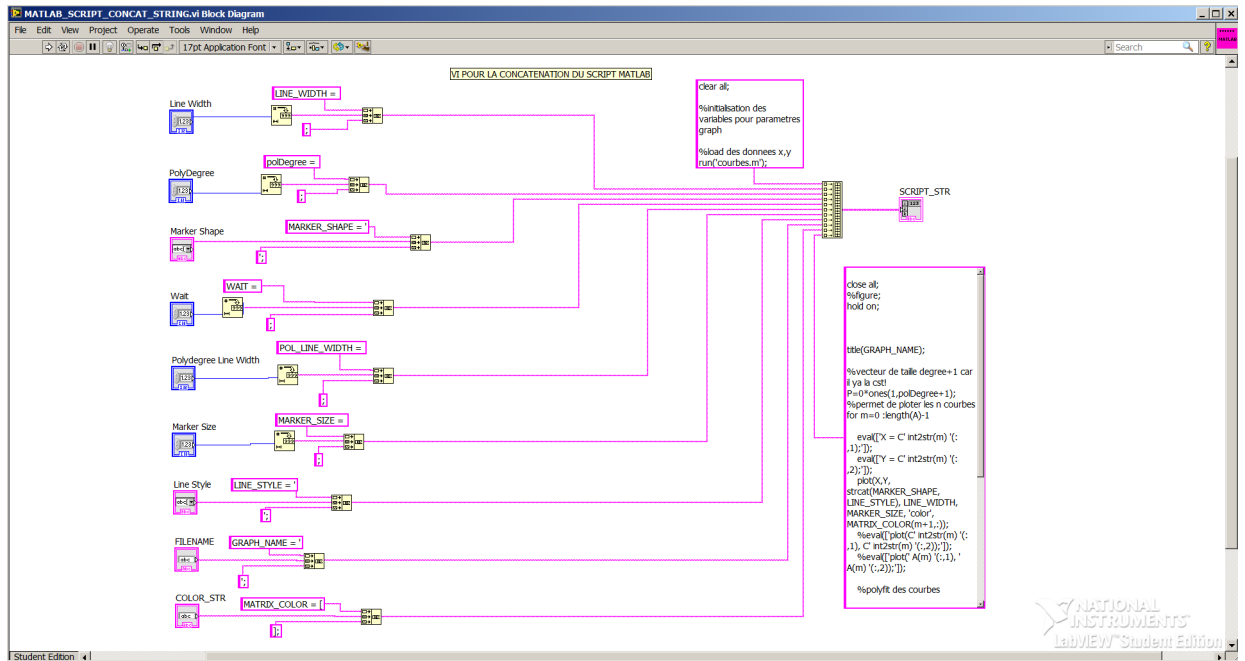 MATLAB_SCRIPT_CONCAT_STRING.vi Block Diagram
File Edit View Project Operate Tools Window Help
17pt Application Font
Search
MATLAB
VI POUR LA CONCATENATION DU SCRIPT MATLAB
clear all;
%initialisation des
variables pour parametres
graph
%load des donnees x,y
run('courbes.m');
Line Width
LINE_WIDTH =
;
PolyDegree
polDegree =
;
Marker Shape
MARKER_SHAPE = '
';
Wait
WAIT =
;
Polydegree Line Width
POL_LINE_WIDTH =
;
Marker Size
MARKER_SIZE =
;
Line Style
LINE_STYLE = '
';
FILENAME
GRAPH_NAME = '
';
COLOR_STR
MATRIX_COLOR = [
];
SCRIPT_STR
close all;
%figure;
hold on;
title(GRAPH_NAME);
%vecteur de taille degree+1 car
il ya la cst!
P=0*ones(1,polDegree+1);
%permet de ploter les n courbes
for m=0 :length(A)-1
eval(['X = C' int2str(m) '(:
,1);']);
eval(['Y = C' int2str(m) '(:
,2);']);
plot(X,Y,
strcat(MARKER_SHAPE,
LINE_STYLE), LINE_WIDTH,
MARKER_SIZE, 'color',
MATRIX_COLOR(m+1,:));
%eval(['plot(C' int2str(m) '(:
,1), C' int2str(m) '(:,2));']);
%eval(['plot(' A(m) '(:,1), '
A(m) '(:,2));']);
%polyfit des courbes
NATIONAL
INSTRUMENTS
LabVIEW™ Student Edition
Student Edition